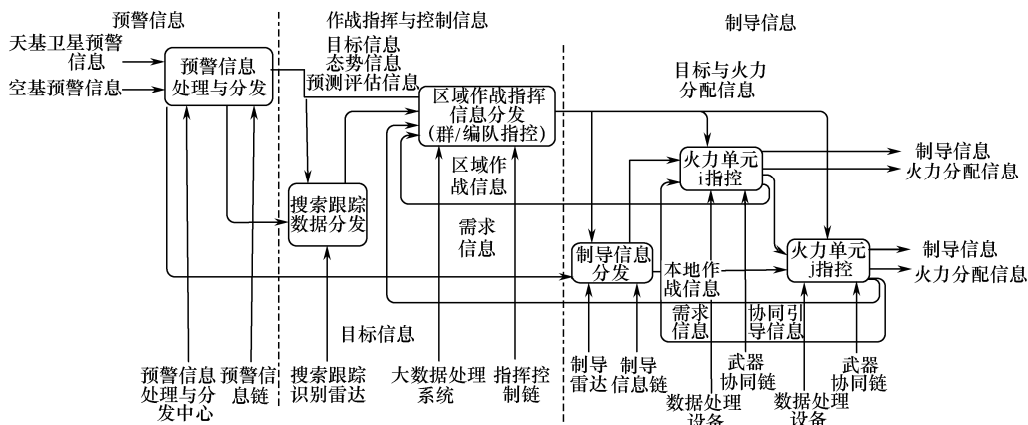 预警信息
作战指挥与控制信息
制导信息
天基卫星预警
信息
空基预警信息
预警信息
处理与分发
目标信息
态势信息
预测评估信息
区域作战指挥
信息分发
(群/编队指控)
目标与火力
分配信息
区域作
战信息
火力单元
i指控
制导信息
火力分配信息
搜索跟踪
数据分发
需求
信息
制导信息
分发
本地作
战信息
火力单元
j指控
制导信息
火力分配信息
目标信息
需求
信息
协同引
导信息
预警信息
处理与分
发中心
预警信
息链
搜索跟踪
识别雷达
大数据处理
系统
指挥控
制链
制导
雷达
制导
信息链
数据处理
设备
武器
协同链
数据处理
设备
武器
协同链